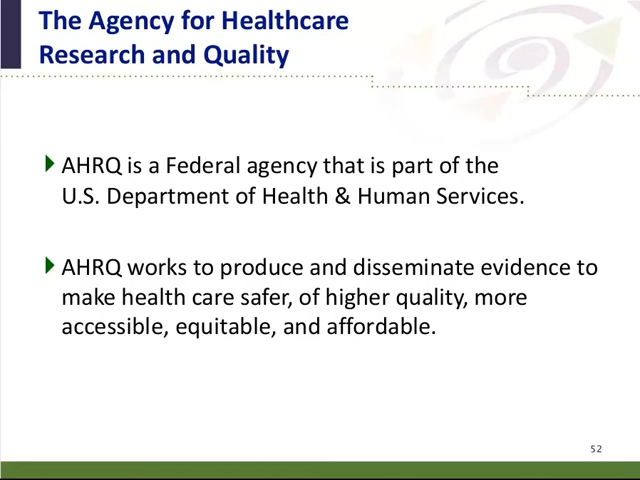 The Agency for Healthcare
Research and Quality
AHRQ is a Federal agency that is part of the
U.S. Department of Health & Human Services.
AHRQ works to produce and disseminate evidence to
make health care safer, of higher quality, more
accessible, equitable, and affordable.
52